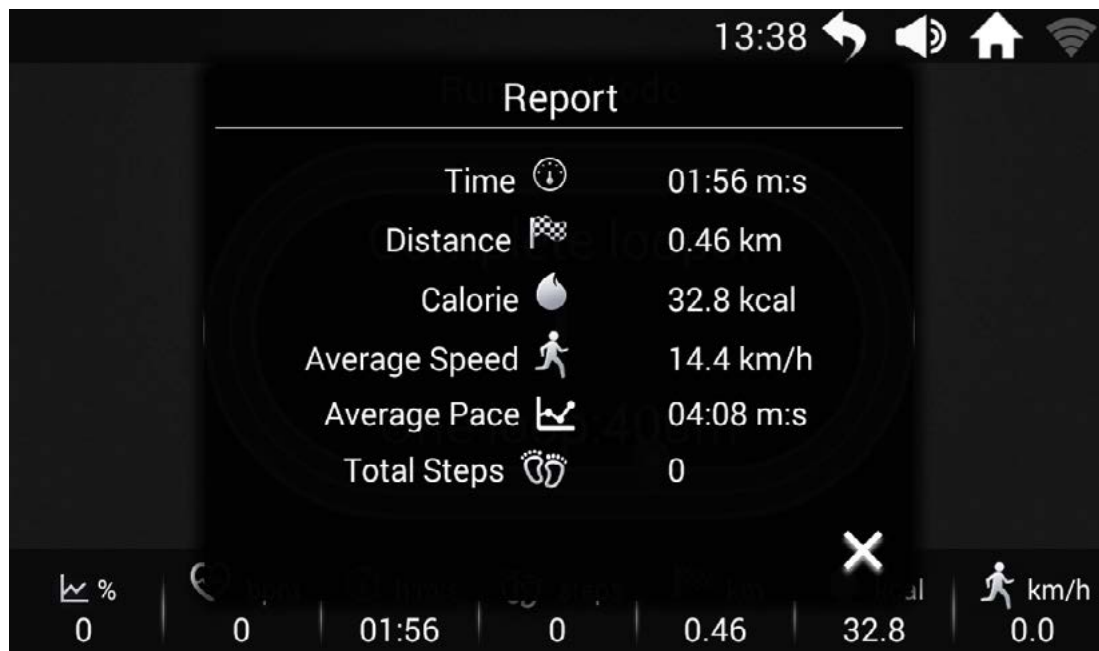 13:38
Report
Time 01:56 m:s
Distance 0.46 km
Calorie 32.8 kcal
Average Speed 14.4 km/h
Average Pace 04:08 m:s
Total Steps 0
% km/h
0 0 01:56 0 0.46 32.8 0.0